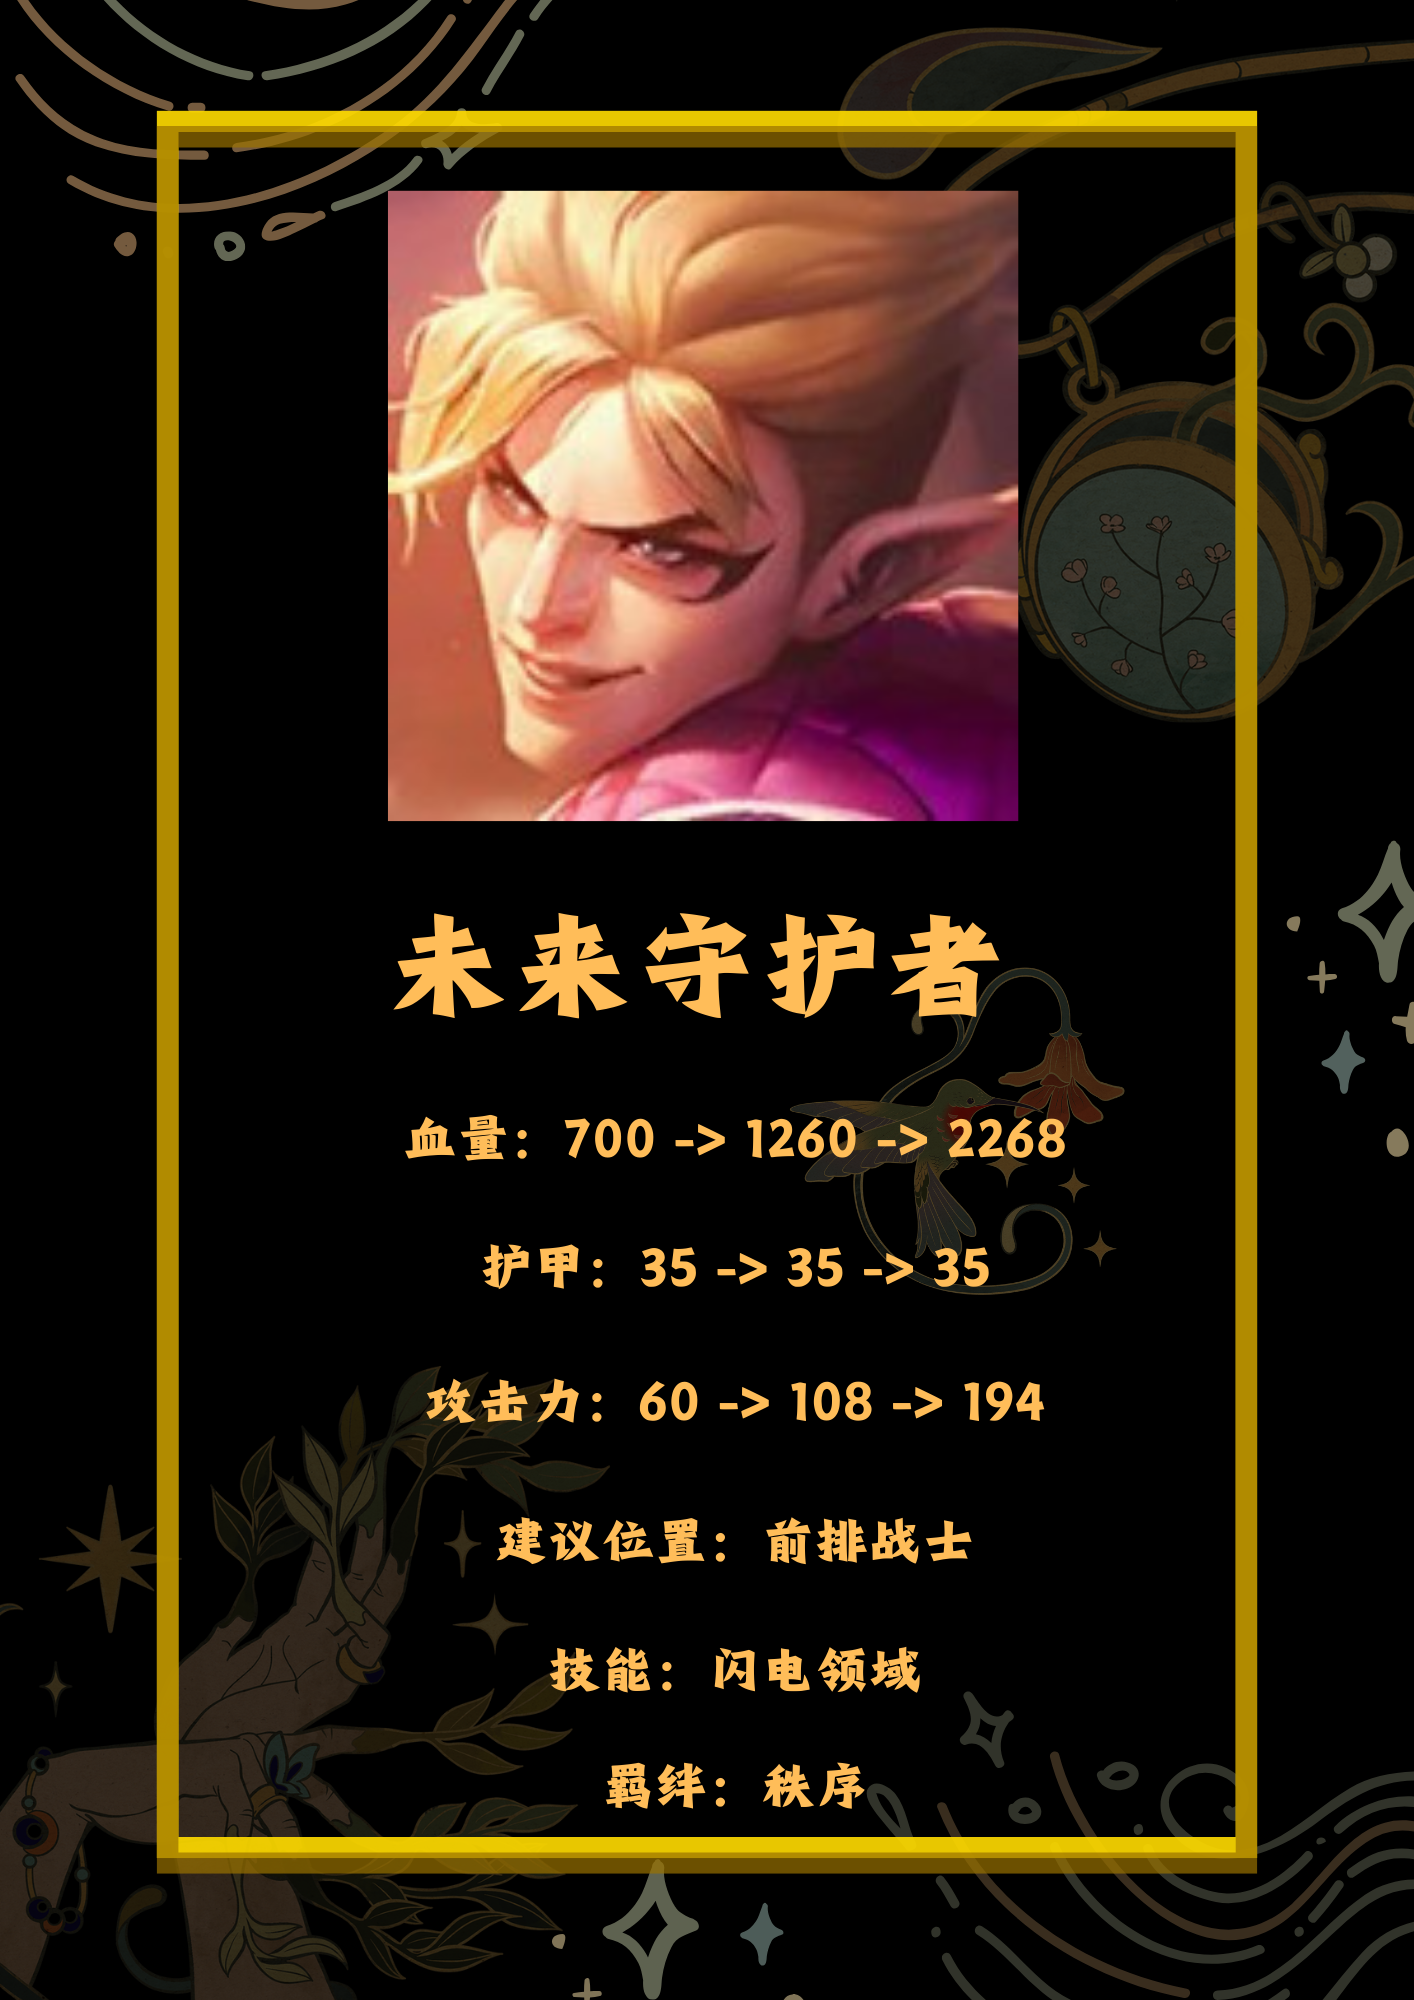 未来守护者
血量：700 -> 1260 -> 2268
护甲：35 -> 35 -> 35
攻击力：60 -> 108 -> 194
建议位置：前排战士
技能：闪电领域
羁绊：秩序